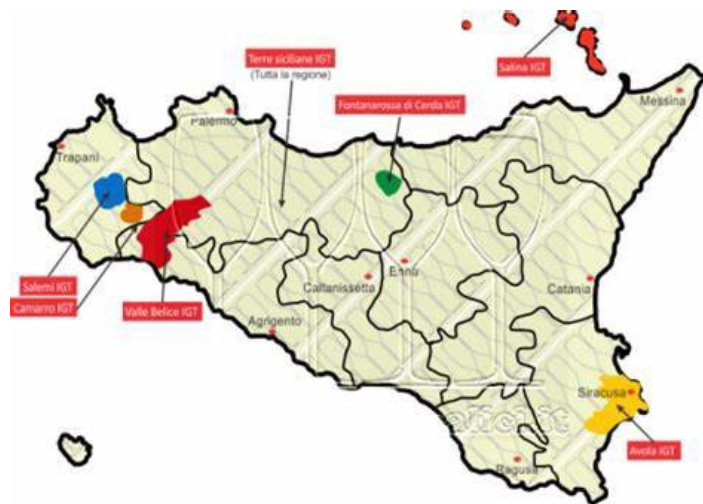 Terre siciliane IGT
(Tutta la regione)
Salina IGT
Fontanarossa di Cerda IGT
Messina
Palermo
Trapani
Salemi IGT
Camarro IGT
Valle Belice IGT
Caltanissetta
Enna
Catania
Agrigento
Siracusa
Avola IGT
Ragusa